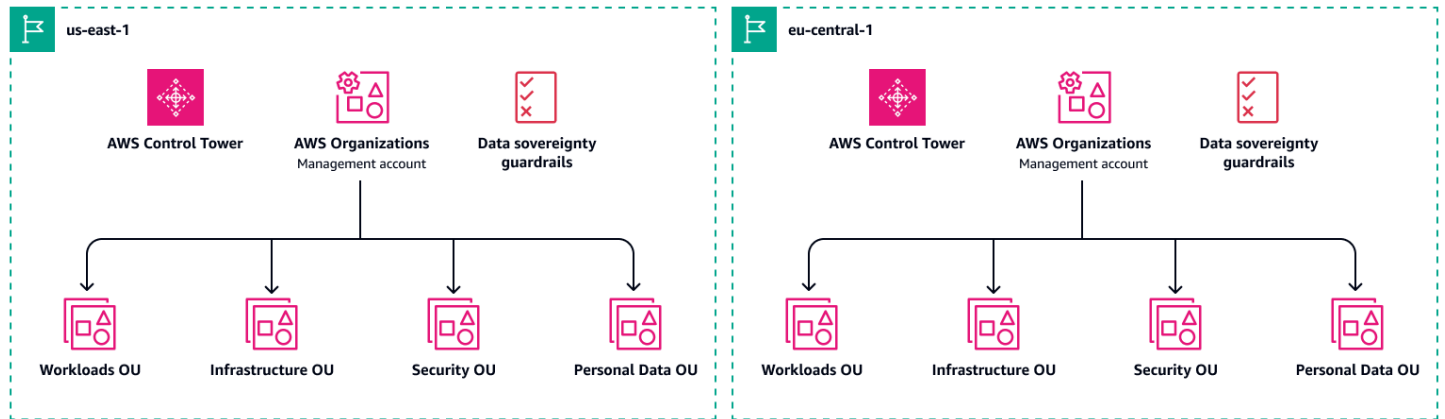 us-east-1
AWS Control Tower
AWS Organizations
Management account
Data sovereignty
guardrails
Workloads OU
Infrastructure OU
Security OU
Personal Data OU
eu-central-1
AWS Control Tower
AWS Organizations
Management account
Data sovereignty
guardrails
Workloads OU
Infrastructure OU
Security OU
Personal Data OU